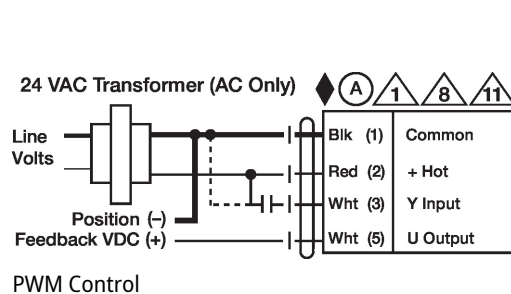 24 VAC Transformer (AC Only)
A 1 8 11
Line
Volts
Blk (1) Common
Red (2) + Hot
Wht (3) Y Input
Position (–)
Feedback VDC (+)
Wht (5) U Output
PWM Control